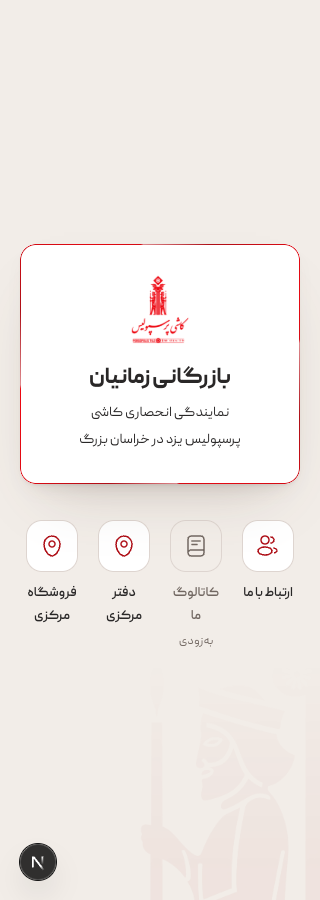 کاشی پرسپولیس
بازرگانی زمانیان
نمایندگی انحصاری کاشی
پرسپولیس یزد در خراسان بزرگ
ارتباط با ما
کاتالوگ
ما
به‌زودی
دفتر
مرکزی
فروشگاه
مرکزی
N